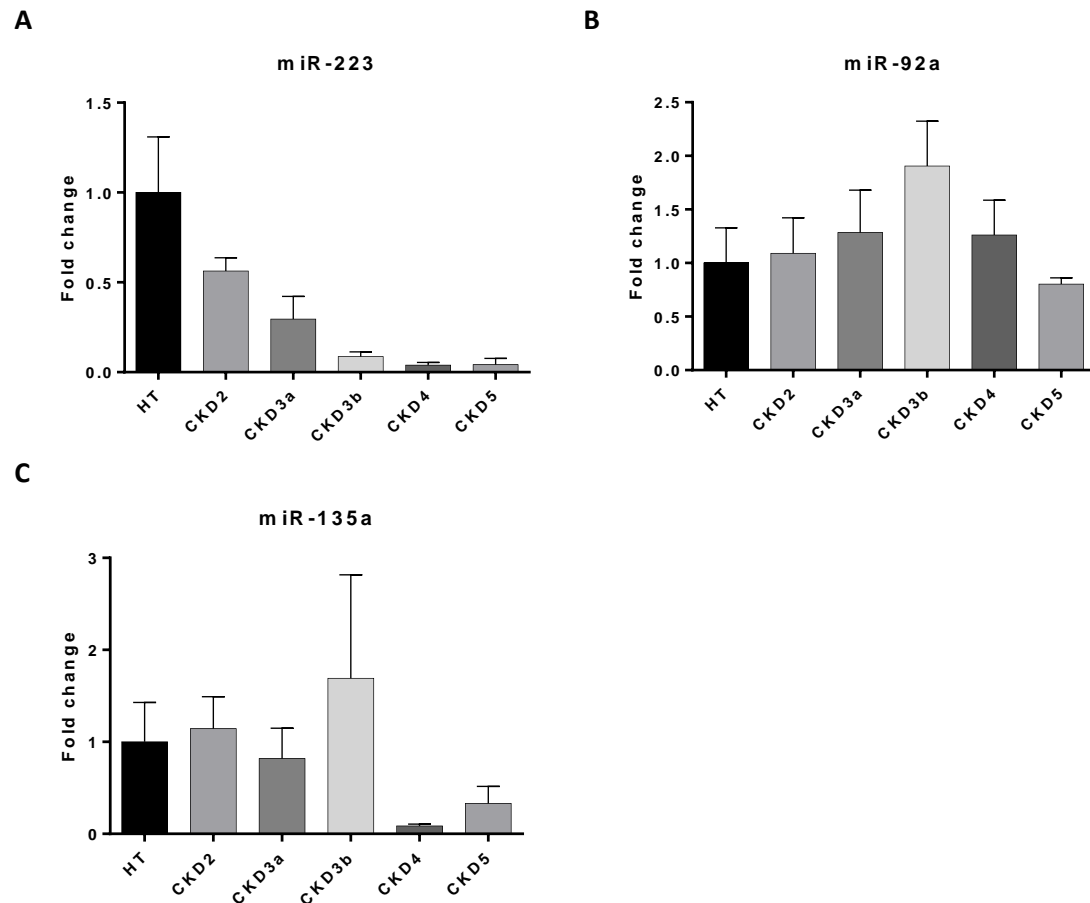 A
miR-223
Fold change
1.5
1.0
0.5
0.0
HT
CKD2
CKD3a
CKD3b
CKD4
CKD5
B
miR-92a
Fold change
2.5
2.0
1.5
1.0
0.5
0.0
HT
CKD2
CKD3a
CKD3b
CKD4
CKD5
C
miR-135a
Fold change
3
2
1
0
HT
CKD2
CKD3a
CKD3b
CKD4
CKD5